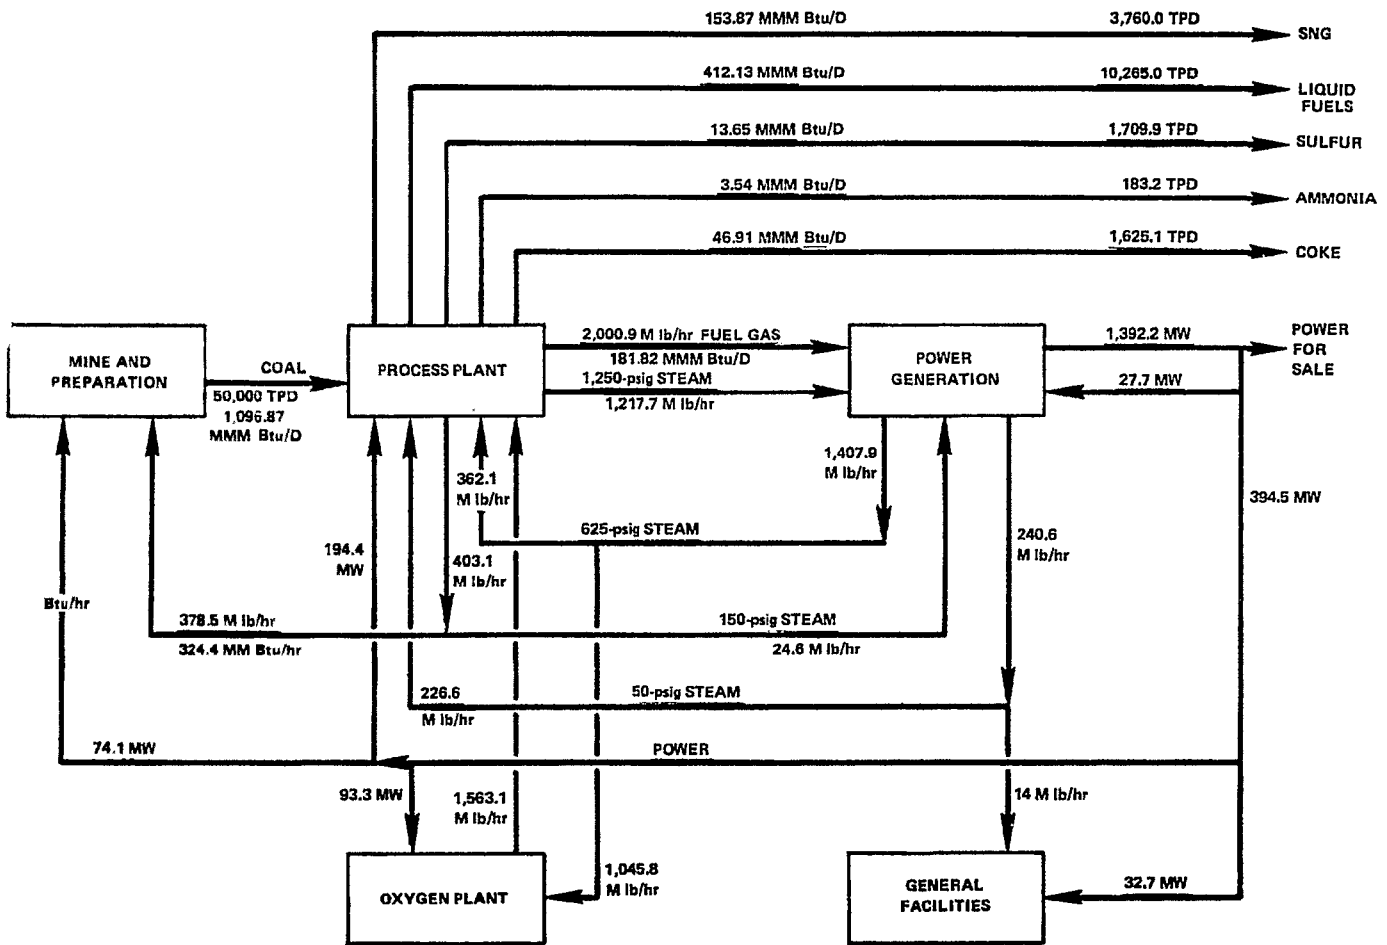 153.87 MMM Btu/D 3,760.0 TPD
SNG
412.13 MMM Btu/D 10,265.0 TPD
LIQUID
FUELS
13.65 MMM Btu/D 1,709.9 TPD
SULFUR
3.54 MMM Btu/D 183.2 TPD
AMMONIA
46.91 MMM Btu/D 1,625.1 TPD
COKE
MINE AND
PREPARATION
COAL
50,000 TPD
1,096.87
MMM Btu/D
PROCESS PLANT
2,000.9 M lb/hr FUEL GAS
181.82 MMM Btu/D
1,250-psig STEAM
1,217.7 M lb/hr
POWER
GENERATION
1,392.2 MW
POWER
FOR
SALE
27.7 MW
394.5 MW
362.1
M lb/hr
1,407.9
M lb/hr
625-psig STEAM
240.6
M lb/hr
194.4
MW
403.1
M lb/hr
Btu/hr
378.5 M lb/hr
324.4 MM Btu/hr
150-psig STEAM
24.6 M lb/hr
226.6
M lb/hr
50-psig STEAM
74.1 MW
POWER
93.3 MW
1,563.1
M lb/hr
14 M lb/hr
1,045.8
M lb/hr
OXYGEN PLANT
GENERAL
FACILITIES
32.7 MW